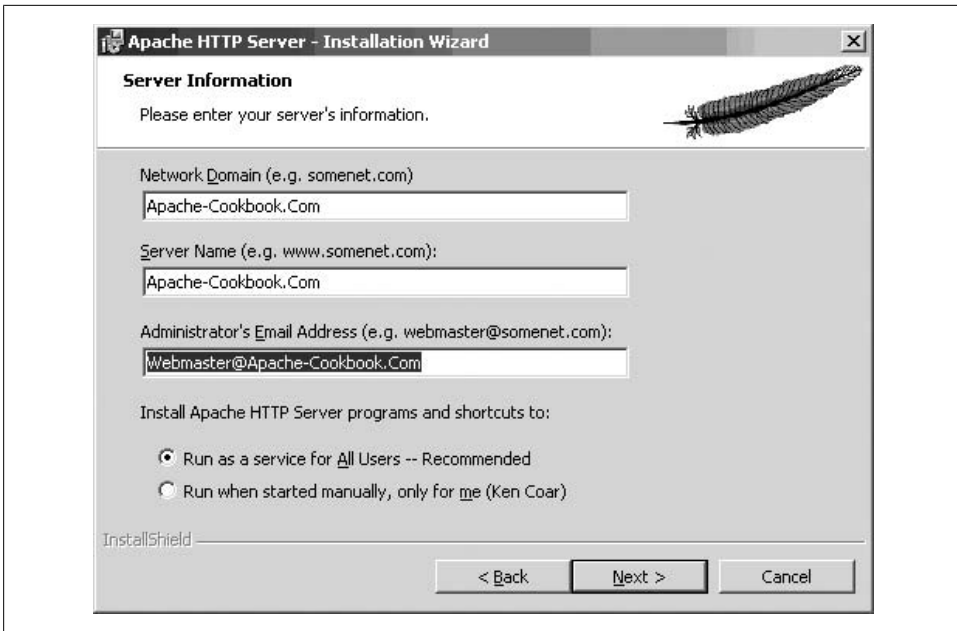 Apache HTTP Server - Installation Wizard
Server Information
Please enter your server's information.
Network Domain (e.g. somenet.com)
Apache-Cookbook.Com
Server Name (e.g. www.somenet.com):
Apache-Cookbook.Com
Administrator's Email Address (e.g. webmaster@somenet.com):
Webmaster@Apache-Cookbook.Com
Install Apache HTTP Server programs and shortcuts to:
Run as a service for All Users -- Recommended
Run when started manually, only for me (Ken Coar)
InstallShield
< Back Next > Cancel